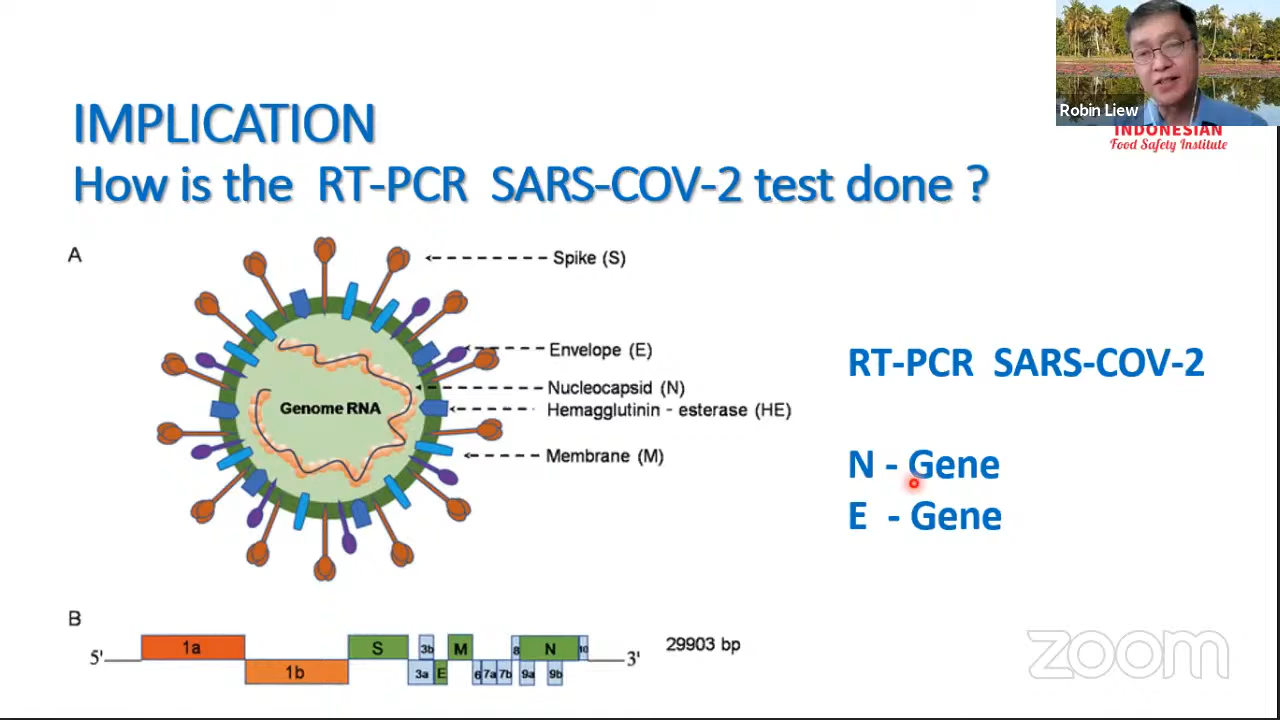 Robin Liew
INDONESIAN
Food Safety Institute
IMPLICATION
How is the RT-PCR SARS-COV-2 test done ?
A
Spike (S)
Envelope (E)
Nucleocapsid (N)
Hemagglutinin - esterase (HE)
Membrane (M)
Genome RNA
RT-PCR SARS-COV-2
N - Gene
E - Gene
B
5' 1a 1b S 3a 3b E M 6 7a 7b 8 9a N 9b 10 3' 29903 bp
zoom